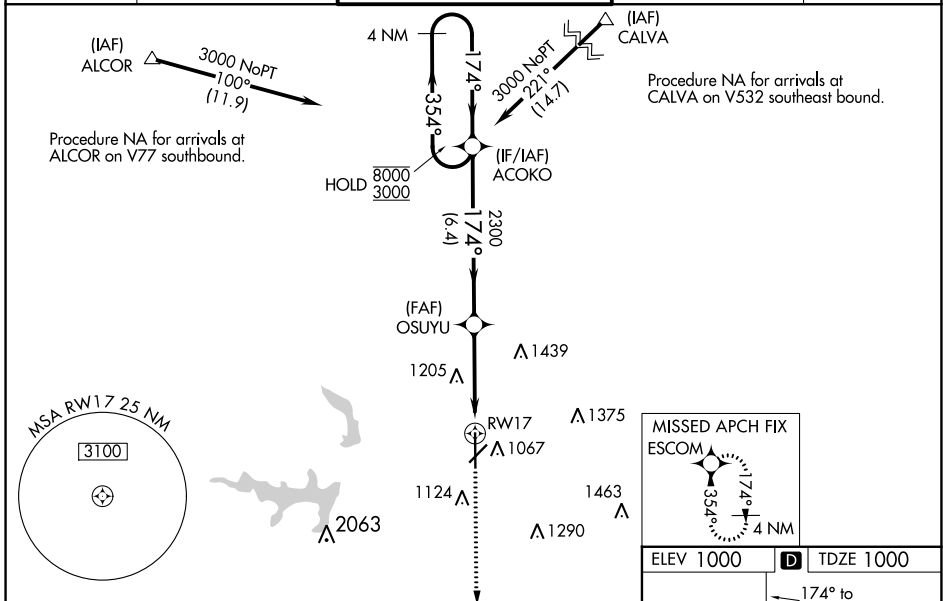 (IAF)
ALCOR
3000 NoPT
100°
(11.9)
Procedure NA for arrivals at
ALCOR on V77 southbound.
4 NM
174°
354°
HOLD 8000
3000
(IF/IAF)
ACOKO
(IAF)
CALVA
3000 NoPT
221°
(14.7)
Procedure NA for arrivals at
CALVA on V532 southeast bound.
2300
174°
(6.4)
(FAF)
OSUYU
1439
1205
RW17
1067
1375
1124
1463
1290
2063
MSA RW17 25 NM
3100
MISSED APCH FIX
ESCOM
174°
354°
4 NM
ELEV 1000 D TDZE 1000
174° to